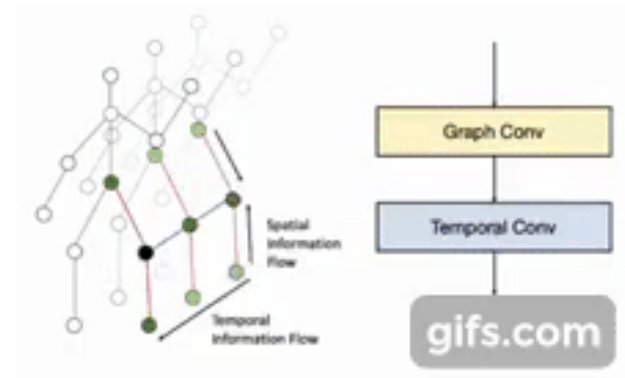 Graph Conv
Temporal Conv
Spatial
Information
Flow
Temporal
Information Flow
gifs.com